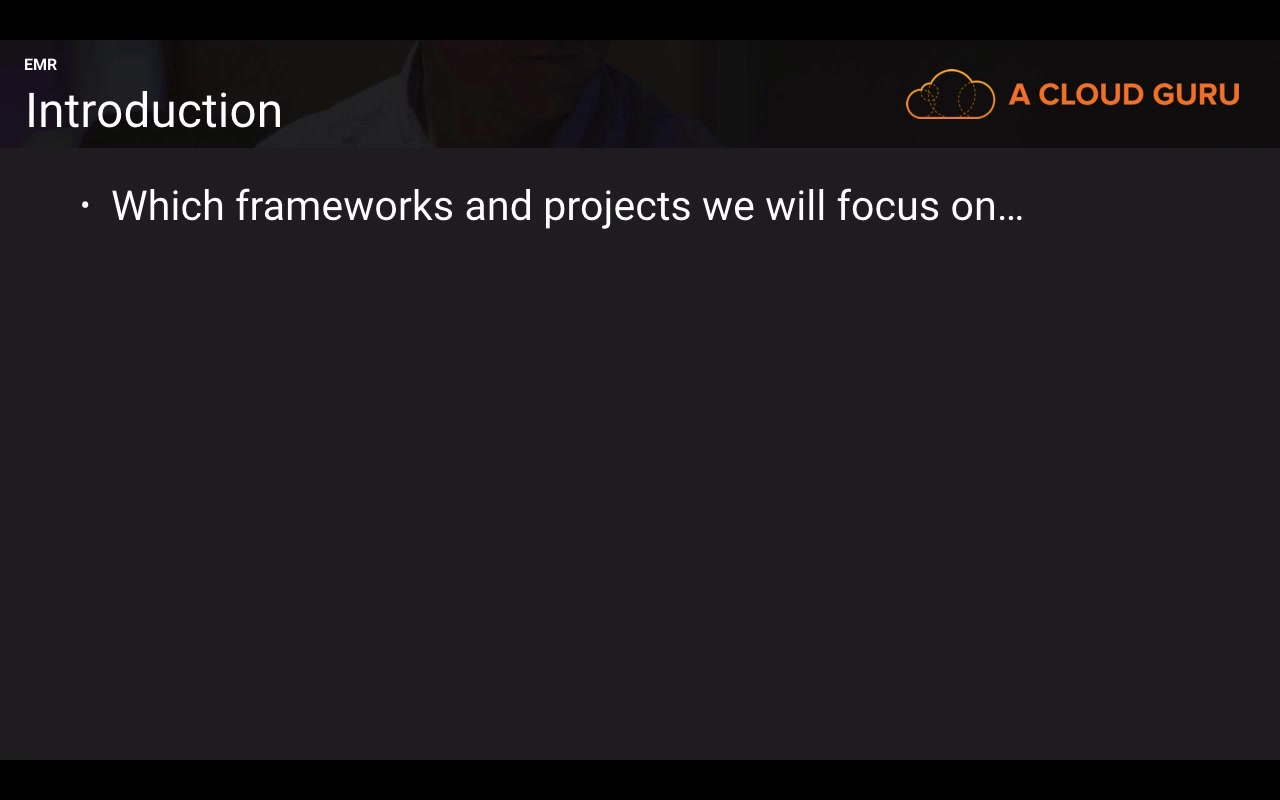 EMR
Introduction
A CLOUD GURU
• Which frameworks and projects we will focus on...